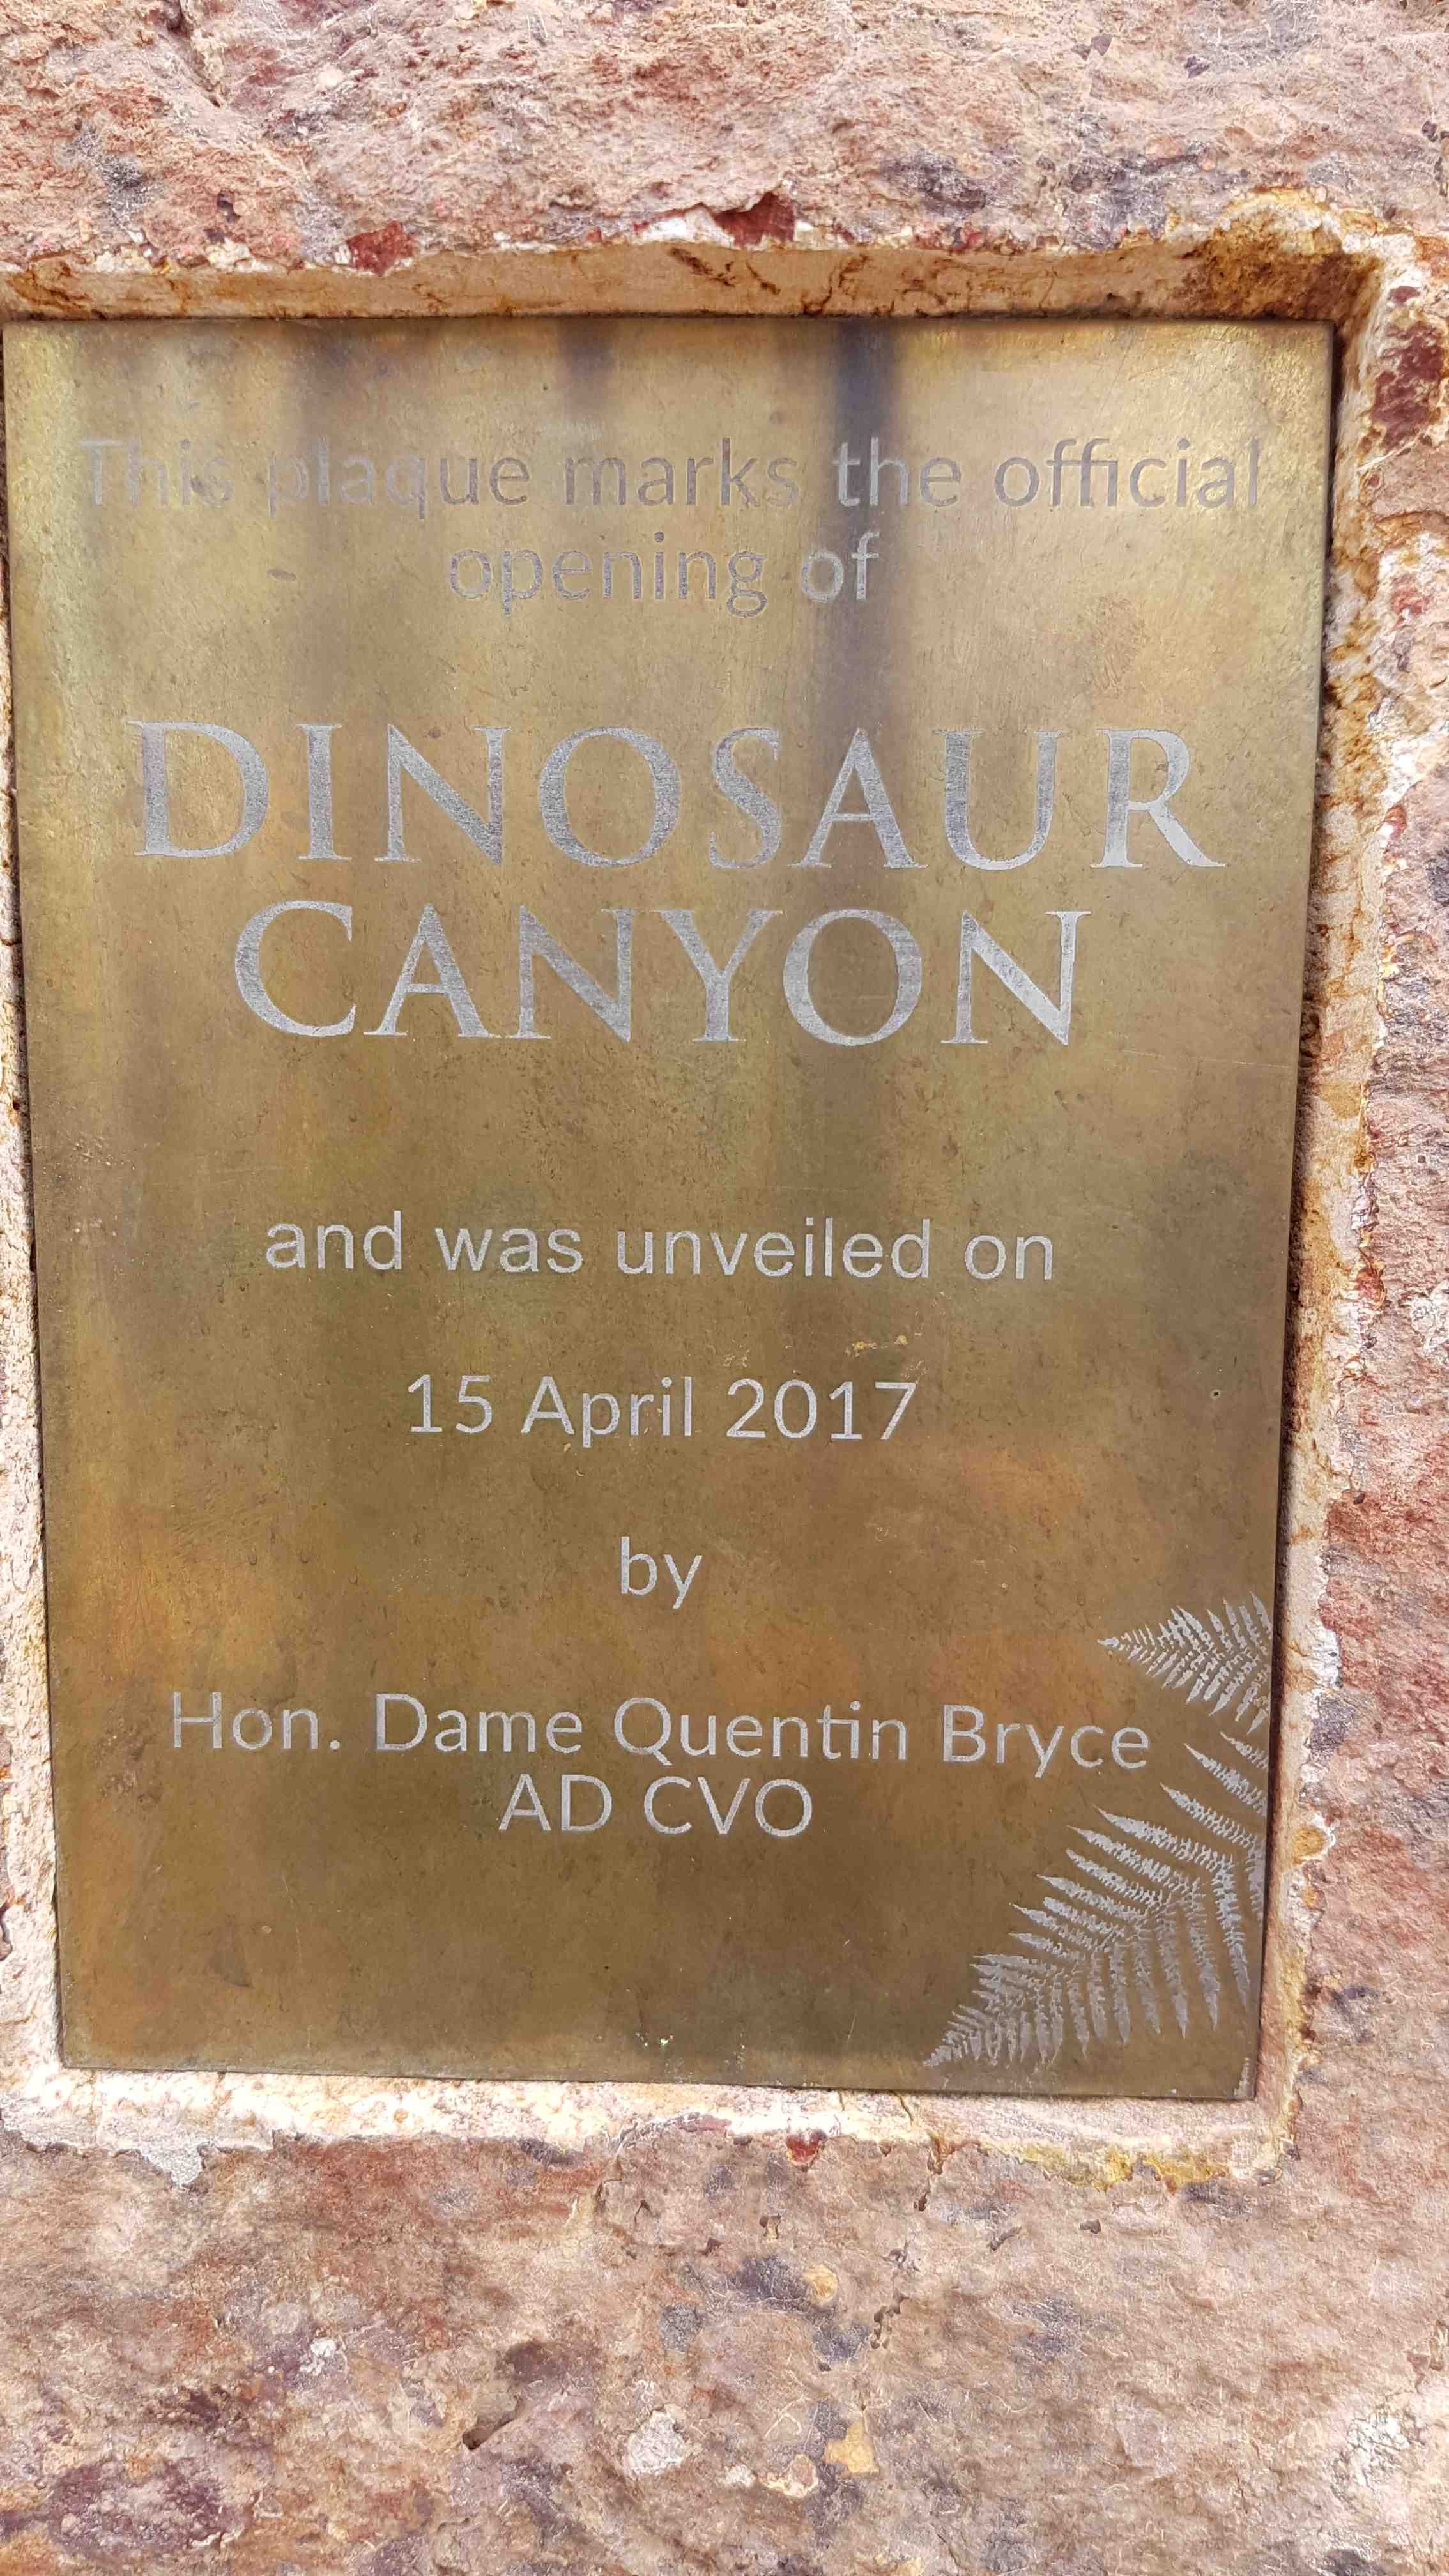 This plaque marks the official
opening of
DINOSAUR
CANYON
and was unveiled on
15 April 2017
by
Hon. Dame Quentin Bryce
AD CVO